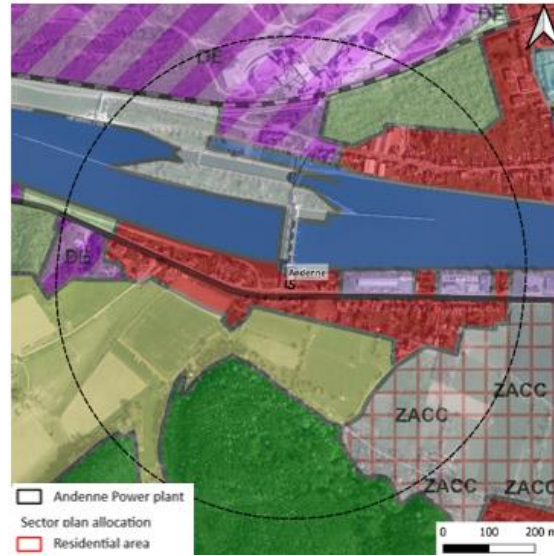 DE
DE
DE
Andenne
ZACC
ZACC
ZACC
ZACC
Andenne Power plant
Sector plan allocation
Residential area
0 100 200 m